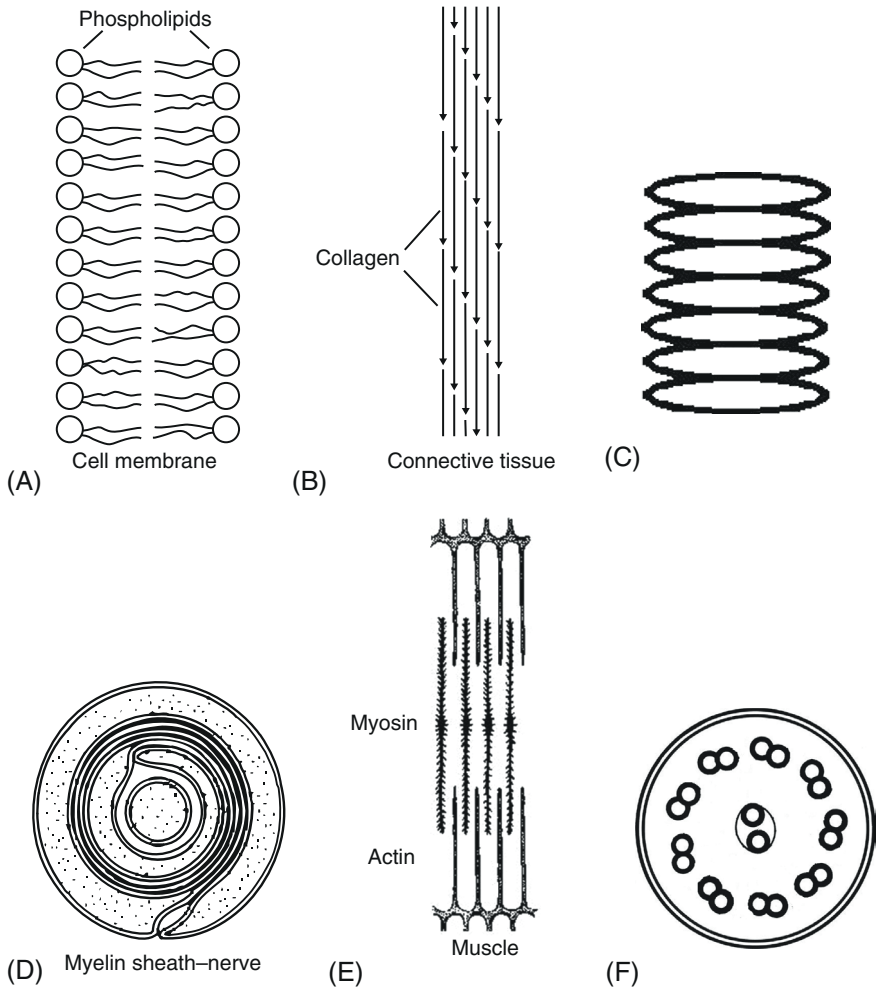 Phospholipids
Cell membrane
(A)
Collagen
Connective tissue
(B)
(C)
Myelin sheath–nerve
(D)
Myosin
Actin
Muscle
(E)
(F)